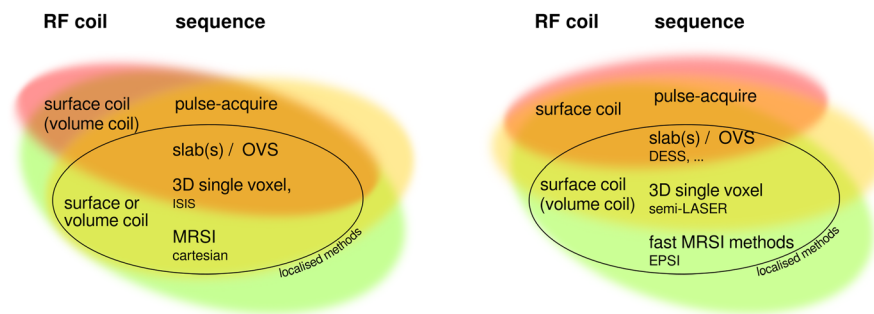 RF coil sequence
surface coil
(volume coil)
pulse-acquire
slab(s) / OVS
3D single voxel,
ISIS
surface or
volume coil
MRSI
cartesian
localised methods
RF coil sequence
surface coil
pulse-acquire
slab(s) / OVS
DESS, ...
surface coil
(volume coil)
3D single voxel
semi-LASER
fast MRSI methods
EPSI
localised methods